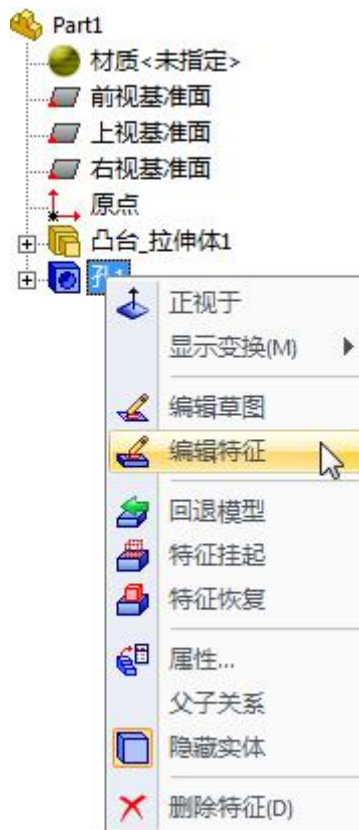 Part1
材质<未指定>
前视基准面
上视基准面
右视基准面
原点
凸台_拉伸体1
孔1
正视于
显示变换(M)
编辑草图
编辑特征
回退模型
特征挂起
特征恢复
属性...
父子关系
隐藏实体
删除特征(D)